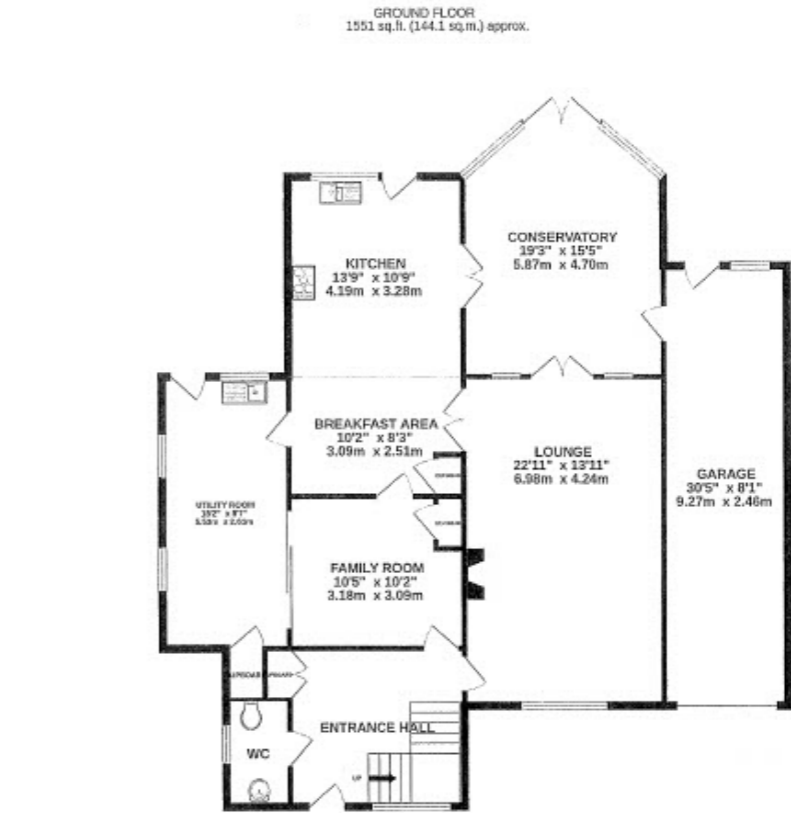 GROUND FLOOR
1551 sq.ft. (144.1 sq.m.) approx.
CONSERVATORY
19'3" x 15'5"
5.87m x 4.70m
KITCHEN
13'9" x 10'9"
4.19m x 3.28m
BREAKFAST AREA
10'2" x 8'3"
3.09m x 2.51m
LOUNGE
22'11" x 13'11"
6.98m x 4.24m
GARAGE
30'5" x 8'1"
9.27m x 2.46m
UTILITY ROOM
FAMILY ROOM
10'5" x 10'2"
3.18m x 3.09m
ENTRANCE HALL
WC
UP